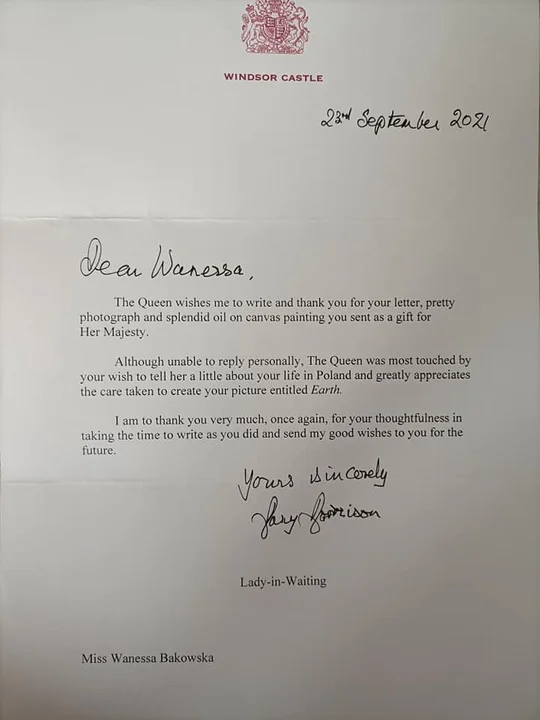 WINDSOR CASTLE
23rd September 2021
Dear Wanessa,
The Queen wishes me to write and thank you for your letter, pretty
photograph and splendid oil on canvas painting you sent as a gift for
Her Majesty.
Although unable to reply personally, The Queen was most touched by
your wish to tell her a little about your life in Poland and greatly appreciates
the care taken to create your picture entitled Earth.
I am to thank you very much, once again, for your thoughtfulness in
taking the time to write as you did and send my good wishes to you for the
future.
Yours sincerely
Lady-in-Waiting
Miss Wanessa Bakowska